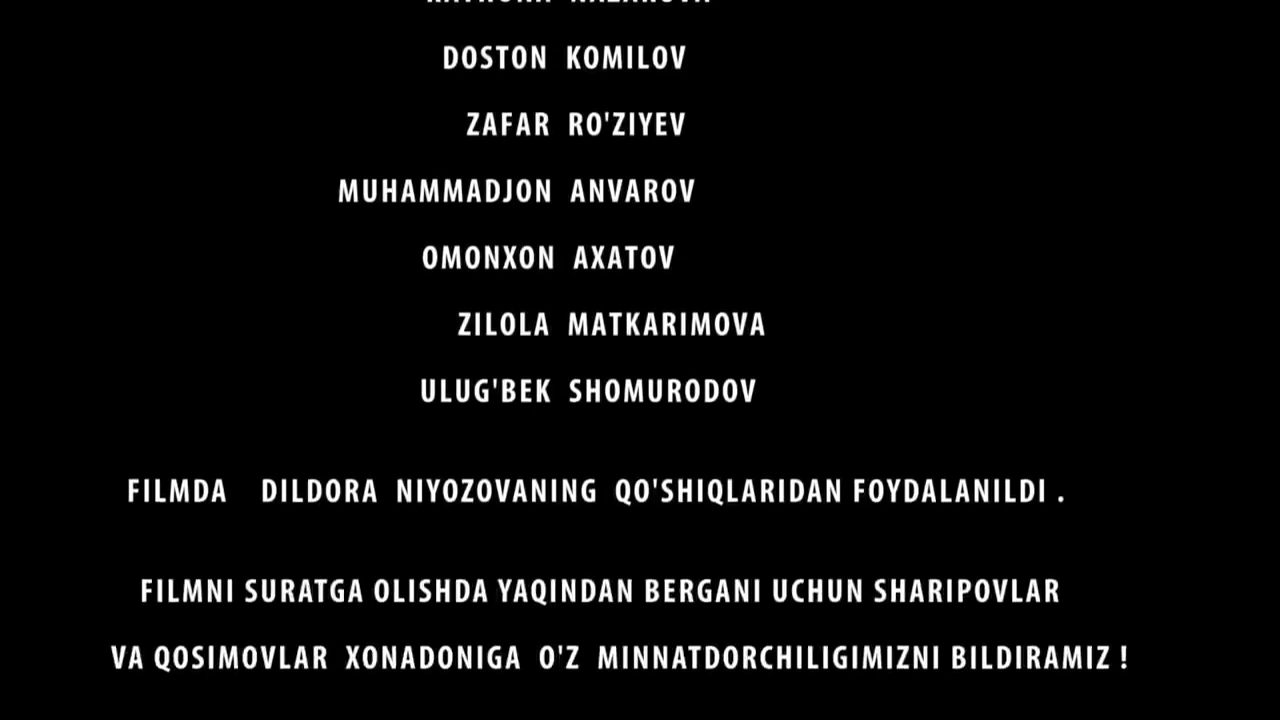 DOSTON KOMILOV
ZAFAR RO'ZIYEV
MUHAMMADJON ANVAROV
OMONXON AXATOV
ZILOLA MATKARIMOVA
ULUG'BEK SHOMURODOV
FILMDA DILDORA NIYOZOVANING QO'SHIQLARIDAN FOYDALANILDI .
FILMNI SURATGA OLISHDA YAQINDAN BERGANI UCHUN SHARIPOVLAR
VA QOSIMOVLAR XONADONIGA O'Z MINNATDORCHILIGIMIZNI BILDIRAMIZ !